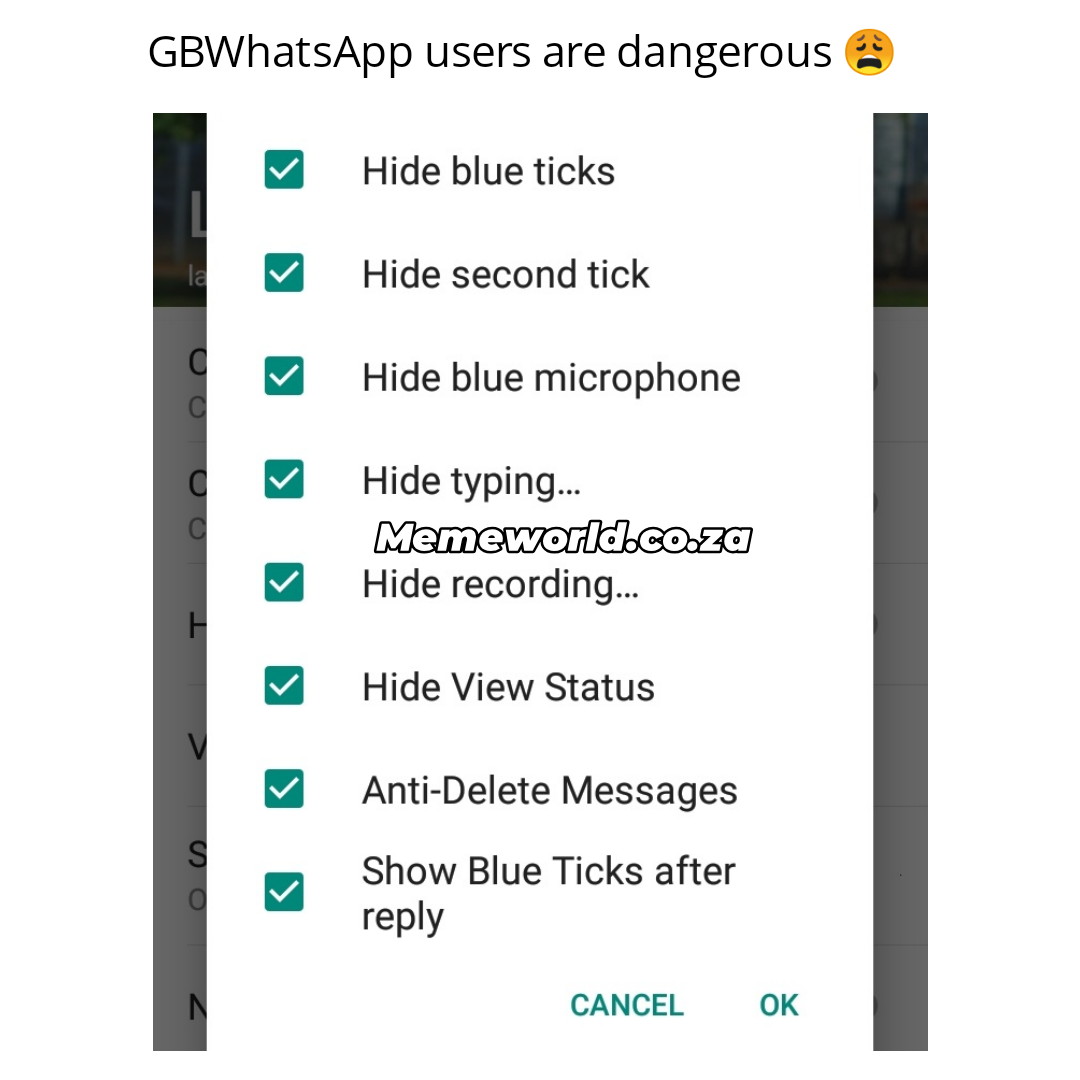 GBWhatsApp users are dangerous 😩
Hide blue ticks
Hide second tick
Hide blue microphone
Hide typing...
Memeworld.co.za
Hide recording...
Hide View Status
Anti-Delete Messages
Show Blue Ticks after
reply
CANCEL OK